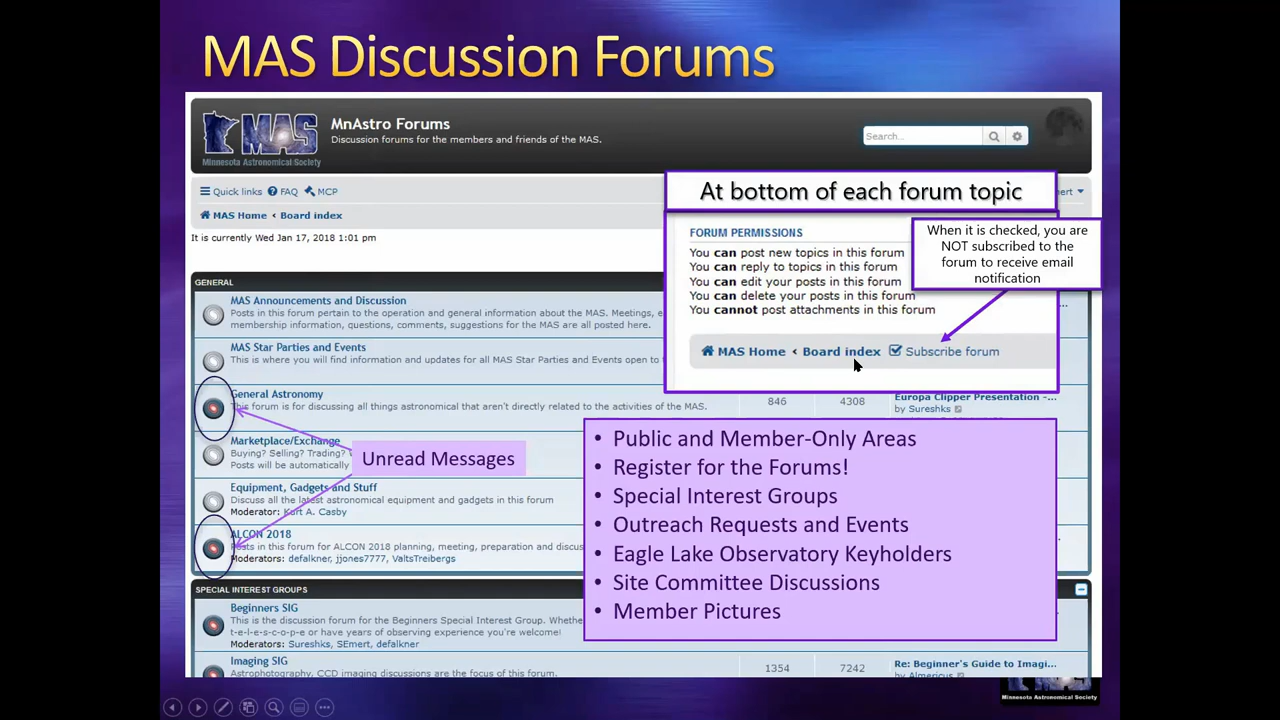 MAS Discussion Forums
MAS
Minnesota Astronomical Society
MnAstro Forums
Discussion forums for the members and friends of the MAS.
Search...
Quick links FAQ MCP
MAS Home ‹ Board index
It is currently Wed Jan 17, 2018 1:01 pm
At bottom of each forum topic
FORUM PERMISSIONS
You can post new topics in this forum
You can reply to topics in this forum
You can edit your posts in this forum
You can delete your posts in this forum
You cannot post attachments in this forum
MAS Home ‹ Board index Subscribe forum
When it is checked, you are
NOT subscribed to the
forum to receive email
notification
GENERAL
MAS Announcements and Discussion
Posts in this forum pertain to the operation and general information about the MAS. Meetings,
membership information, questions, comments, suggestions for the MAS are all posted here.
MAS Star Parties and Events
This is where you will find information and updates for all MAS Star Parties and Events open to
General Astronomy
This forum is for discussing all things astronomical that aren't directly related to the activities of the MAS.
846 4308 Europa Clipper Presentation -...
by Sureshks
Marketplace/Exchange
Buying? Selling? Trading?
Posts will be automatically
Unread Messages
Equipment, Gadgets and Stuff
Discuss all the latest astronomical equipment and gadgets in this forum
Moderator: Kurt A. Casby
ALCON 2018
Posts in this forum for ALCON 2018 planning, meeting, preparation and
Moderators: defalkner, jjones7777, ValtsTreibergs
• Public and Member-Only Areas
• Register for the Forums!
• Special Interest Groups
• Outreach Requests and Events
• Eagle Lake Observatory Keyholders
• Site Committee Discussions
• Member Pictures
SPECIAL INTEREST GROUPS
Beginners SIG
This is the discussion forum for the Beginners Special Interest Group.
t-e-l-e-s-c-o-p-e or have years of observing experience you're welcome!
Moderators: Sureshks, SEmert, defalkner
Imaging SIG
Astrophotography, CCD imaging discussions are the focus of this forum.
1354 7242 Re: Beginner's Guide to Imagi...
by Almericus
Minnesota Astronomical Society